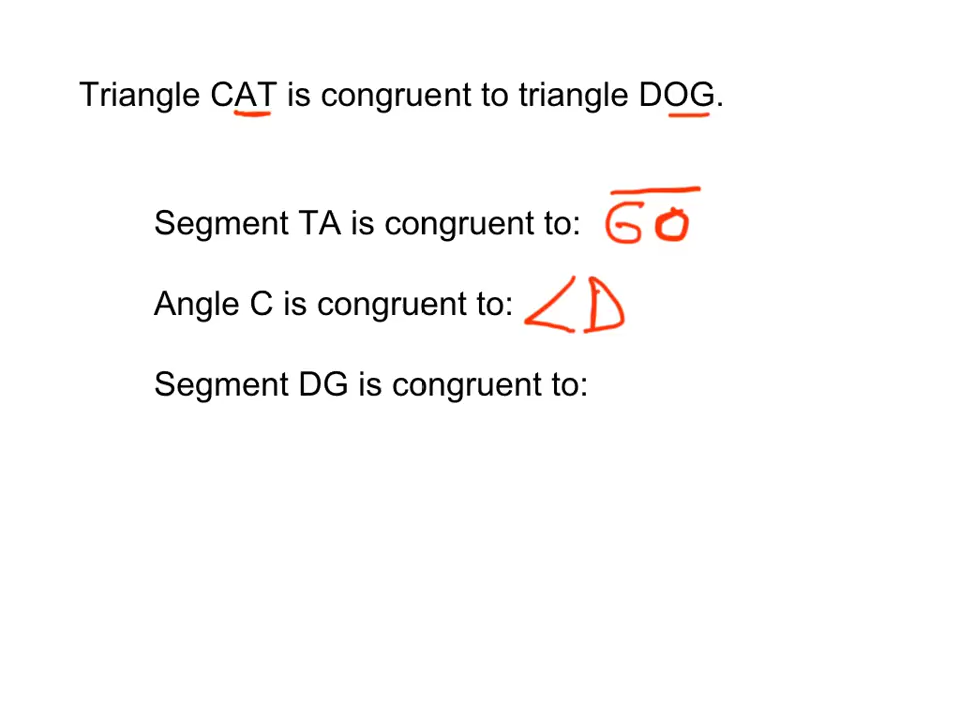 Triangle CAT is congruent to triangle DOG.
Segment TA is congruent to: GO
Angle C is congruent to: ∠D
Segment DG is congruent to: